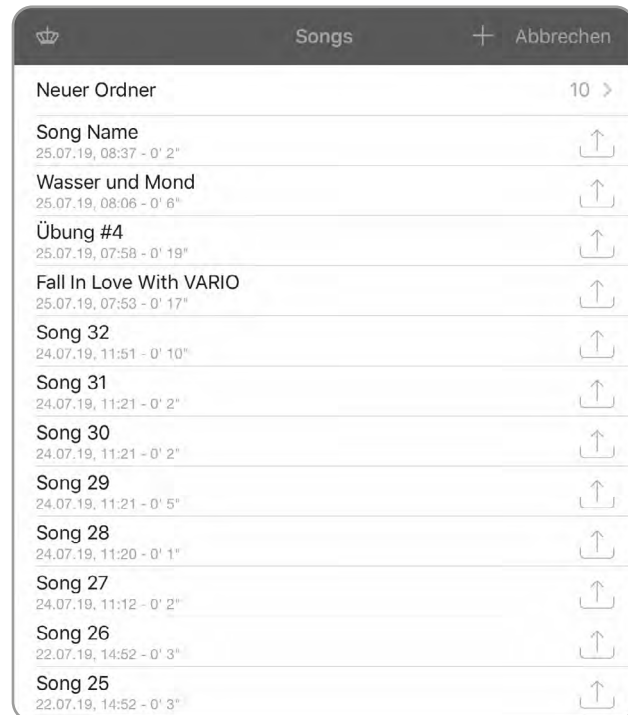 Songs + Abbrechen
Neuer Ordner 10 >
Song Name
25.07.19, 08:37 - 0' 2"
Wasser und Mond
25.07.19, 08:06 - 0' 6"
Übung #4
25.07.19, 07:58 - 0' 19"
Fall In Love With VARIO
25.07.19, 07:53 - 0' 17"
Song 32
24.07.19, 11:51 - 0' 10"
Song 31
24.07.19, 11:21 - 0' 2"
Song 30
24.07.19, 11:21 - 0' 2"
Song 29
24.07.19, 11:21 - 0' 5"
Song 28
24.07.19, 11:20 - 0' 1"
Song 27
24.07.19, 11:12 - 0' 2"
Song 26
22.07.19, 14:52 - 0' 3"
Song 25
22.07.19, 14:52 - 0' 3"